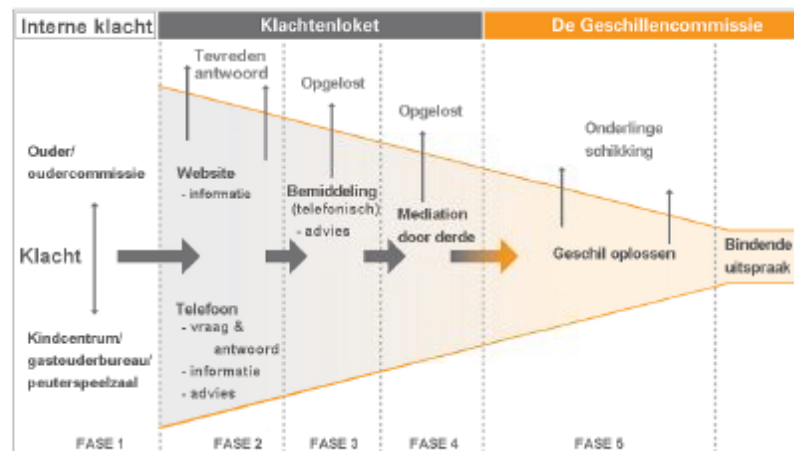 Interne klacht
Klachtenloket
De Geschillencommissie
Tevreden
antwoord
Opgelost
Opgelost
Onderlinge
schikking
Ouder/
oudercommissie
Website
- informatie
Bemiddeling
(telefonisch)
- advies
Mediation
door derde
Klacht
Geschil oplossen
Bindende
uitspraak
Telefoon
- vraag &
antwoord
- informatie
- advies
Kindcentrum/
gastouderbureau/
peuterspeelzaal
FASE 1
FASE 2
FASE 3
FASE 4
FASE 5